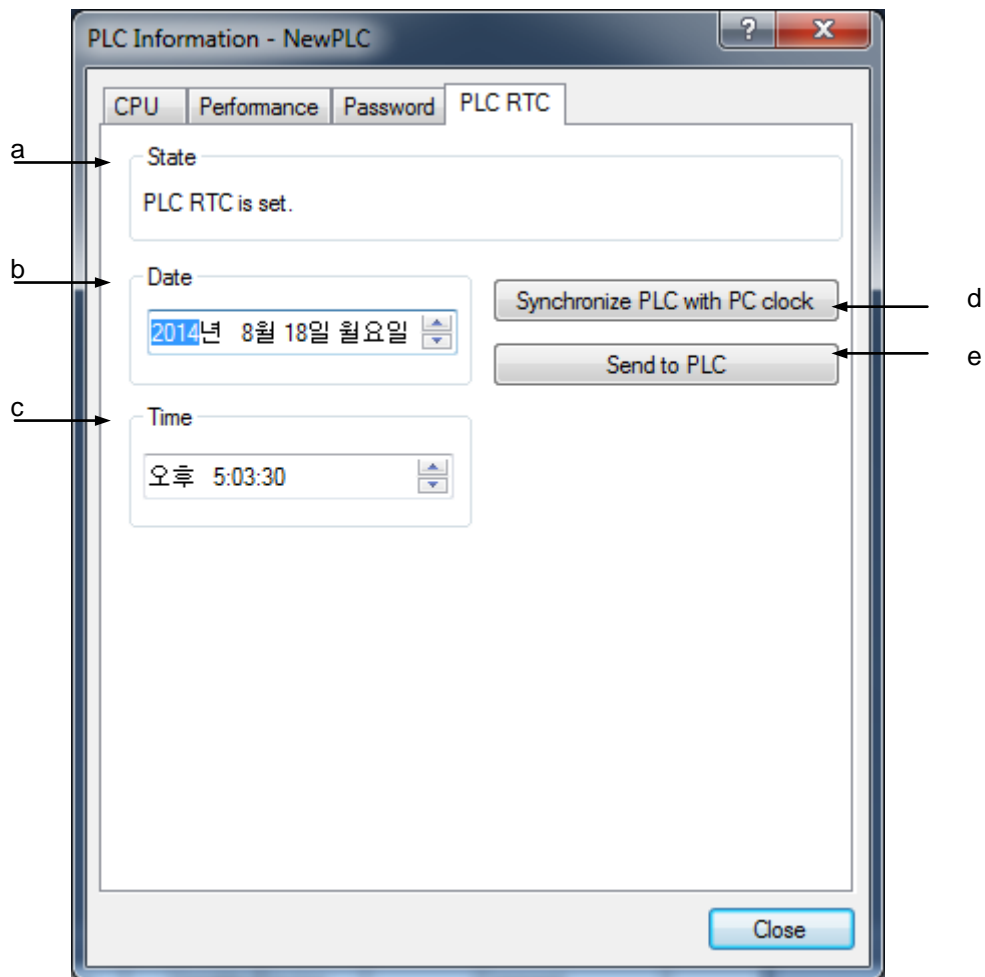 PLC Information - NewPLC
?
CPU Performance Password PLC RTC
a
State
PLC RTC is set.
b
Date
2014년 8월 18일 월요일
Synchronize PLC with PC clock
d
Send to PLC
e
c
Time
오후 5:03:30
Close